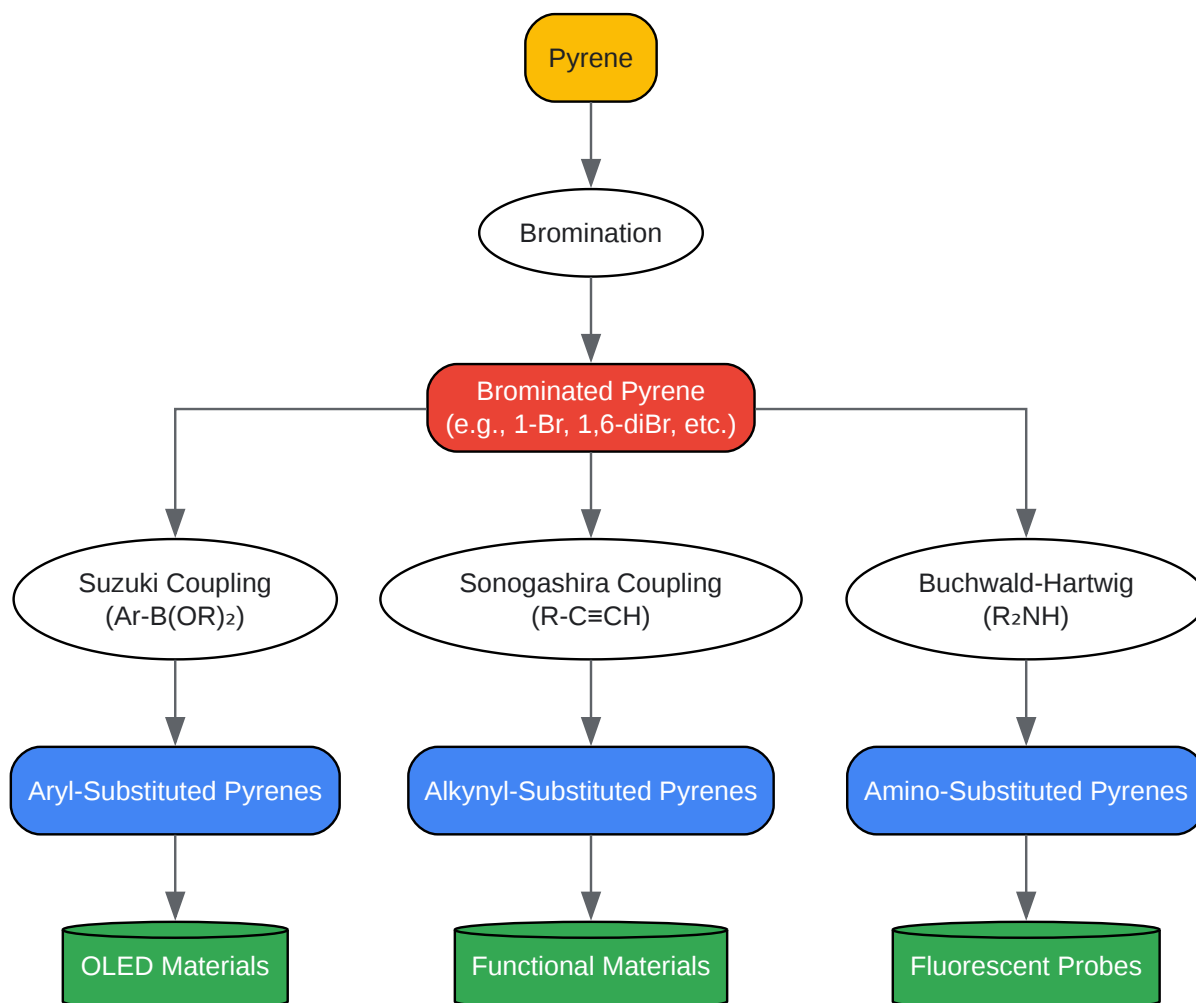 Pyrene
Bromination
Brominated Pyrene
(e.g., 1-Br, 1,6-diBr, etc.)
Suzuki Coupling
(Ar-B(OR)₂)
Sonogashira Coupling
(R-C≡CH)
Buchwald-Hartwig
(R₂NH)
Aryl-Substituted Pyrenes
Alkynyl-Substituted Pyrenes
Amino-Substituted Pyrenes
OLED Materials
Functional Materials
Fluorescent Probes